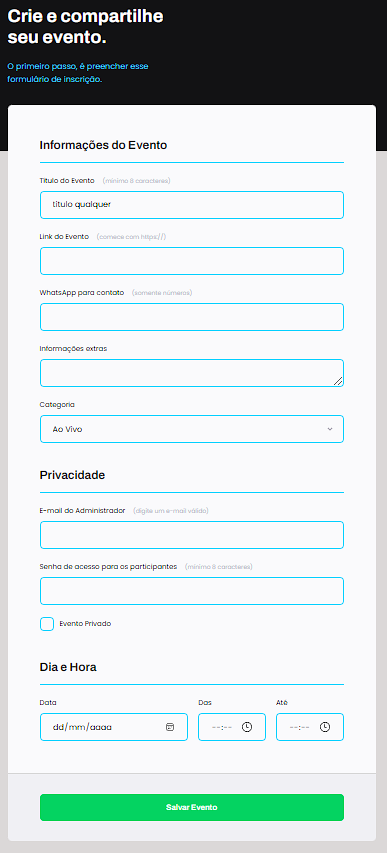 Crie e compartilhe
seu evento.
O primeiro passo, é preencher esse
formulário de inscrição.
Informações do Evento
Título do Evento (mínimo 8 caracteres)
título qualquer
Link do Evento (comece com https://)
WhatsApp para contato (somente números)
Informações extras
Categoria
Ao Vivo
Privacidade
E-mail do Administrador (digite um e-mail válido)
Senha de acesso para os participantes (mínimo 8 caracteres)
Evento Privado
Dia e Hora
Data Das Até
dd/mm/aaaa --:-- --:--
Salvar Evento